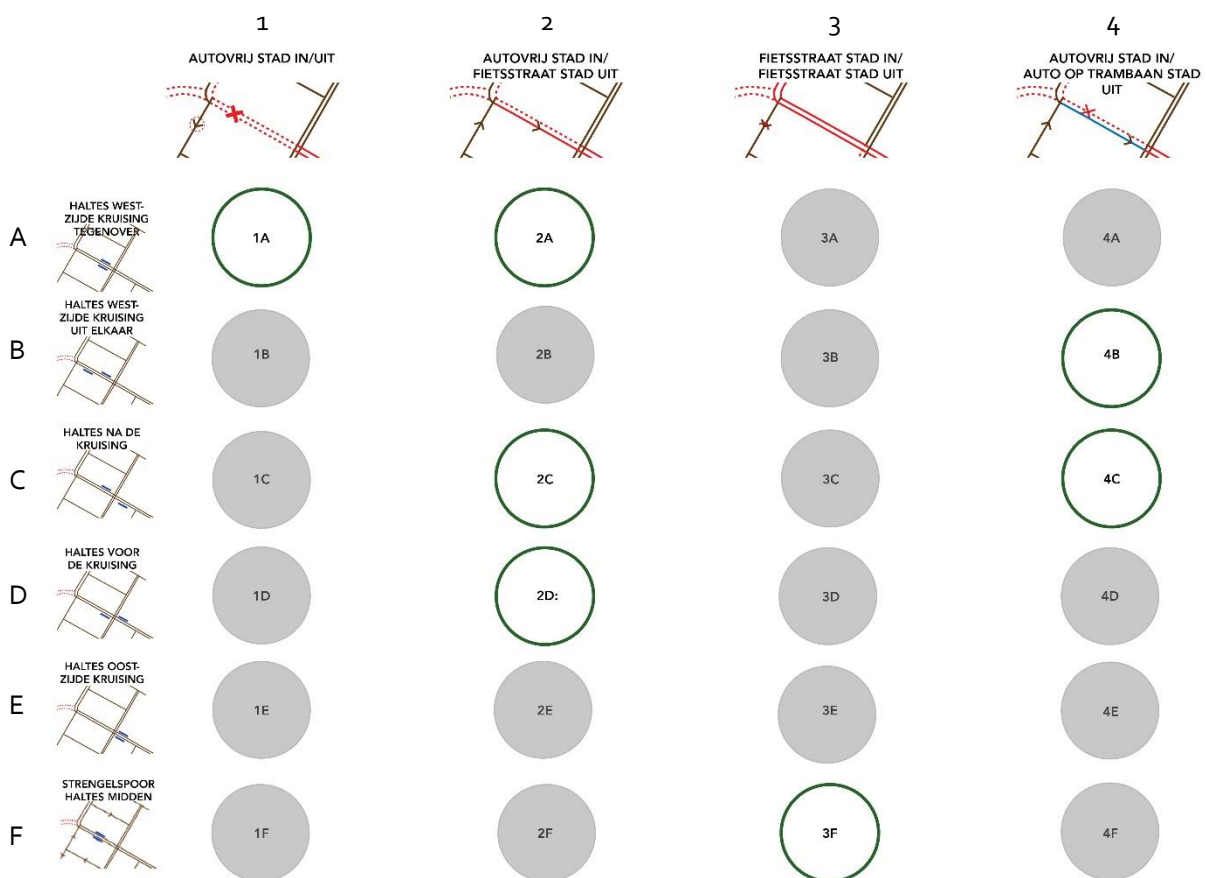 1
2
3
4
AUTOVRIJ STAD IN/UIT
AUTOVRIJ STAD IN/
FIETSSTRAAT STAD UIT
FIETSSTRAAT STAD IN/
FIETSSTRAAT STAD UIT
AUTOVRIJ STAD IN/
AUTO OP TRAMBAAN STAD
UIT
A
HALTES WEST-
ZIJDE KRUISING
TEGENOVER
1A
2A
3A
4A
B
HALTES WEST-
ZIJDE KRUISING
UIT ELKAAR
1B
2B
3B
4B
C
HALTES NA DE
KRUISING
1C
2C
3C
4C
D
HALTES VOOR
DE KRUISING
1D
2D:
3D
4D
E
HALTES OOST-
ZIJDE KRUISING
1E
2E
3E
4E
F
STRENGELSPOOR
HALTES MIDDEN
1F
2F
3F
4F